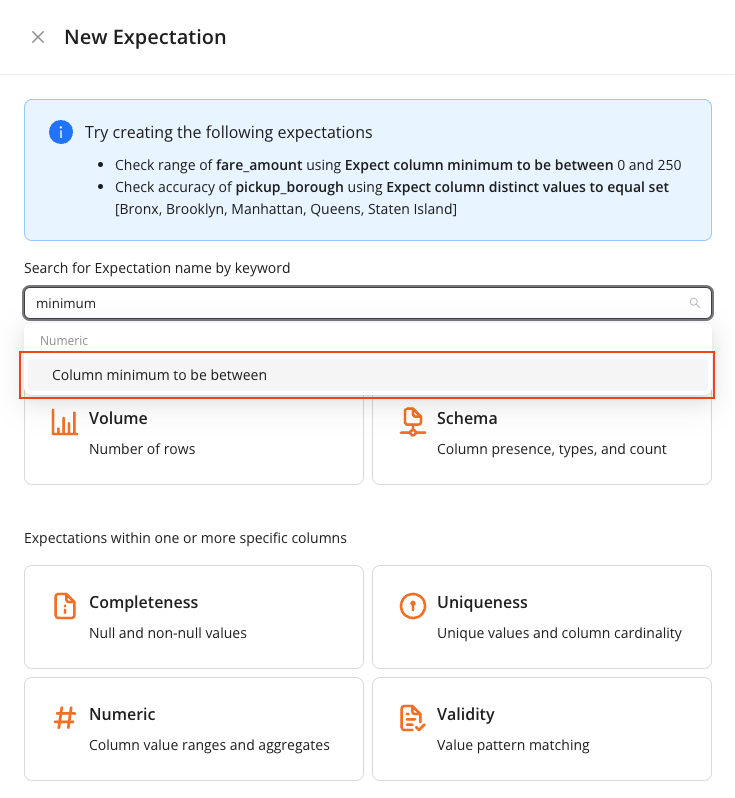 New Expectation
Try creating the following expectations
• Check range of fare_amount using Expect column minimum to be between 0 and 250
• Check accuracy of pickup_borough using Expect column distinct values to equal set
[Bronx, Brooklyn, Manhattan, Queens, Staten Island]
Search for Expectation name by keyword
minimum
Numeric
Column minimum to be between
Volume
Number of rows
Schema
Column presence, types, and count
Expectations within one or more specific columns
Completeness
Null and non-null values
Uniqueness
Unique values and column cardinality
Numeric
Column value ranges and aggregates
Validity
Value pattern matching